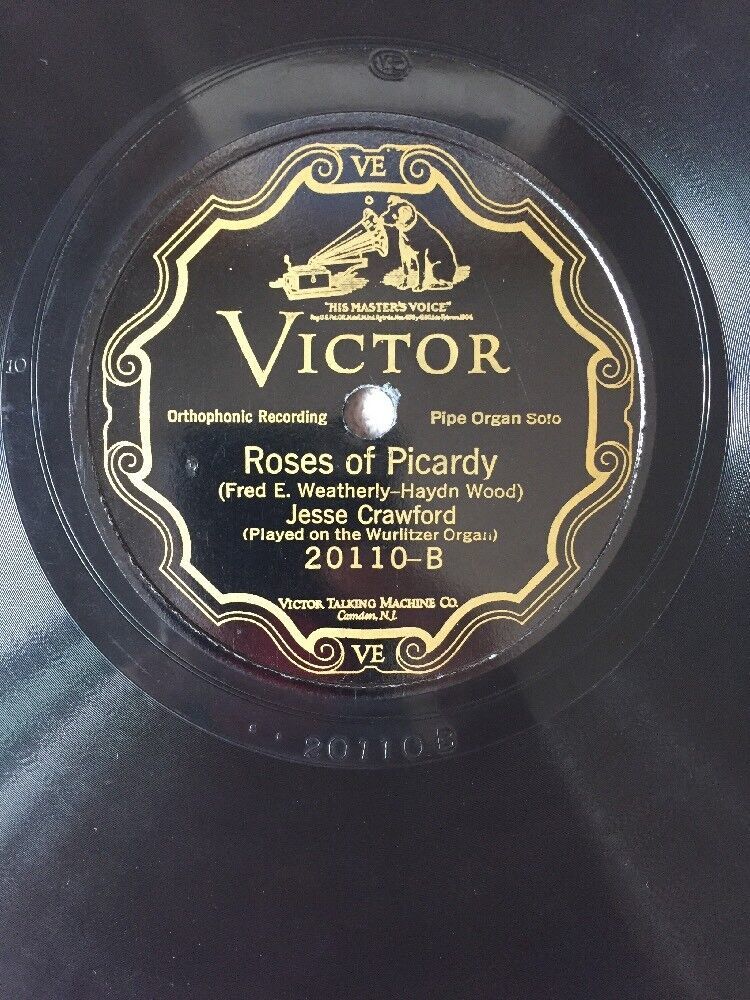 VE
VE
"HIS MASTER'S VOICE"
VICTOR
10
Orthophonic Recording
Pipe Organ Solo
Roses of Picardy
(Fred E. Weatherly-Haydn Wood)
Jesse Crawford
(Played on the Wurlitzer Organ)
20110-B
VICTOR TALKING MACHINE CO.
Camden, N.J.
VE
20110B